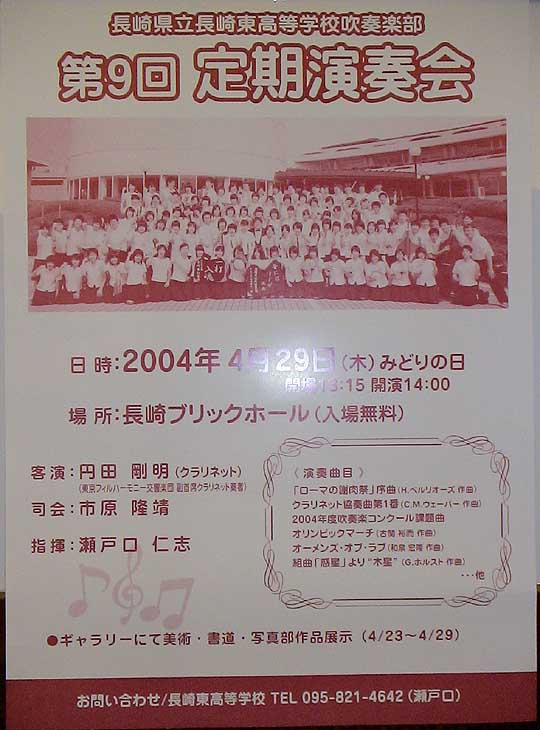 長崎県立長崎東高等学校吹奏楽部
第9回 定期演奏会
一打
入魂
日 時：2004年 4月 29日（木）みどりの日
開場13:15 開演14:00
場 所：長崎ブリックホール（入場無料）
客演：円田 剛明（クラリネット）
（東京フィルハーモニー交響楽団 副首席クラリネット奏者）
司会：市原 隆靖
指揮：瀬戸口 仁志
〈 演奏曲目 〉
「ローマの謝肉祭」序曲（H.ベルリオーズ 作曲）
クラリネット協奏曲第1番（C.M.ウェーバー 作曲）
2004年度吹奏楽コンクール課題曲
オリンピックマーチ（古関 裕而 作曲）
オーメンズ・オブ・ラブ（和泉 宏隆 作曲）
組曲「惑星」より“木星”（G.ホルスト 作曲）
…他
●ギャラリーにて美術・書道・写真部作品展示（4/23～4/29）
お問い合わせ/長崎東高等学校 TEL 095-821-4642（瀬戸口）